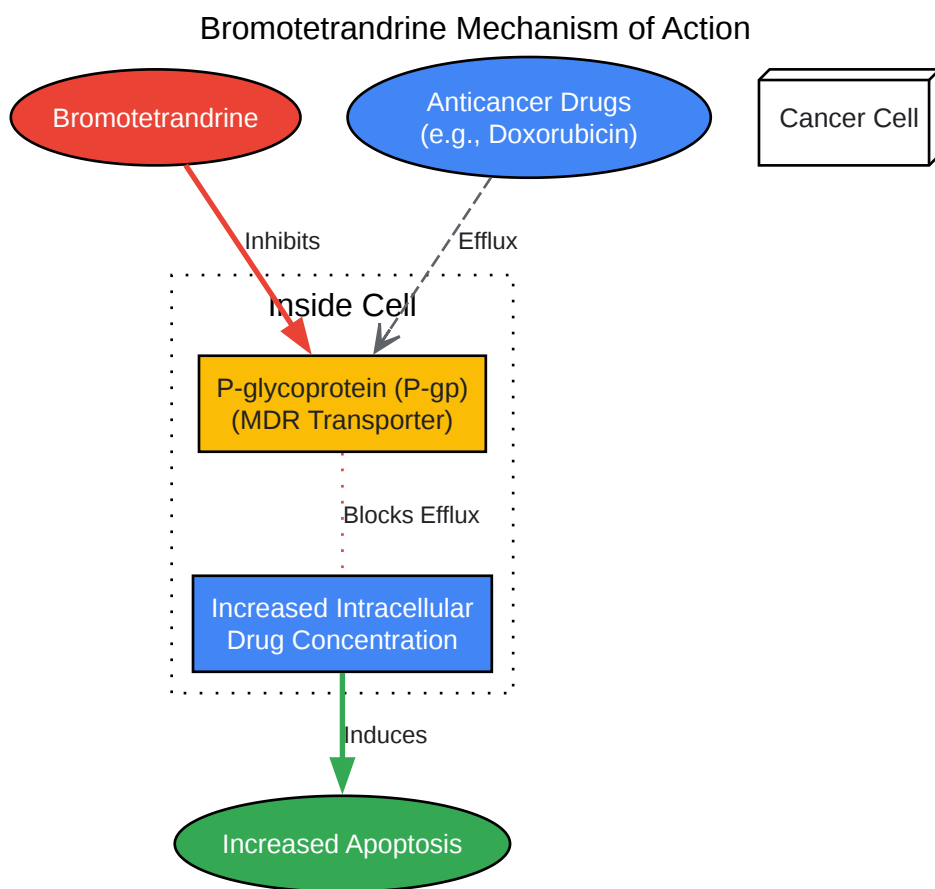 Bromotetrandrine Mechanism of Action
Bromotetrandrine
Anticancer Drugs
(e.g., Doxorubicin)
Cancer Cell
Inhibits
Efflux
Inside Cell
P-glycoprotein (P-gp)
(MDR Transporter)
Blocks Efflux
Increased Intracellular
Drug Concentration
Induces
Increased Apoptosis